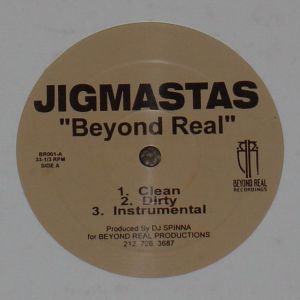 JIGMASTAS
"Beyond Real"
BR001-A
33-1/3 RPM
SIDE A
BEYOND REAL
RECORDINGS
1. Clean
2. Dirty
3. Instrumental
Produced By DJ SPINNA
for BEYOND REAL PRODUCTIONS
212 726 3687